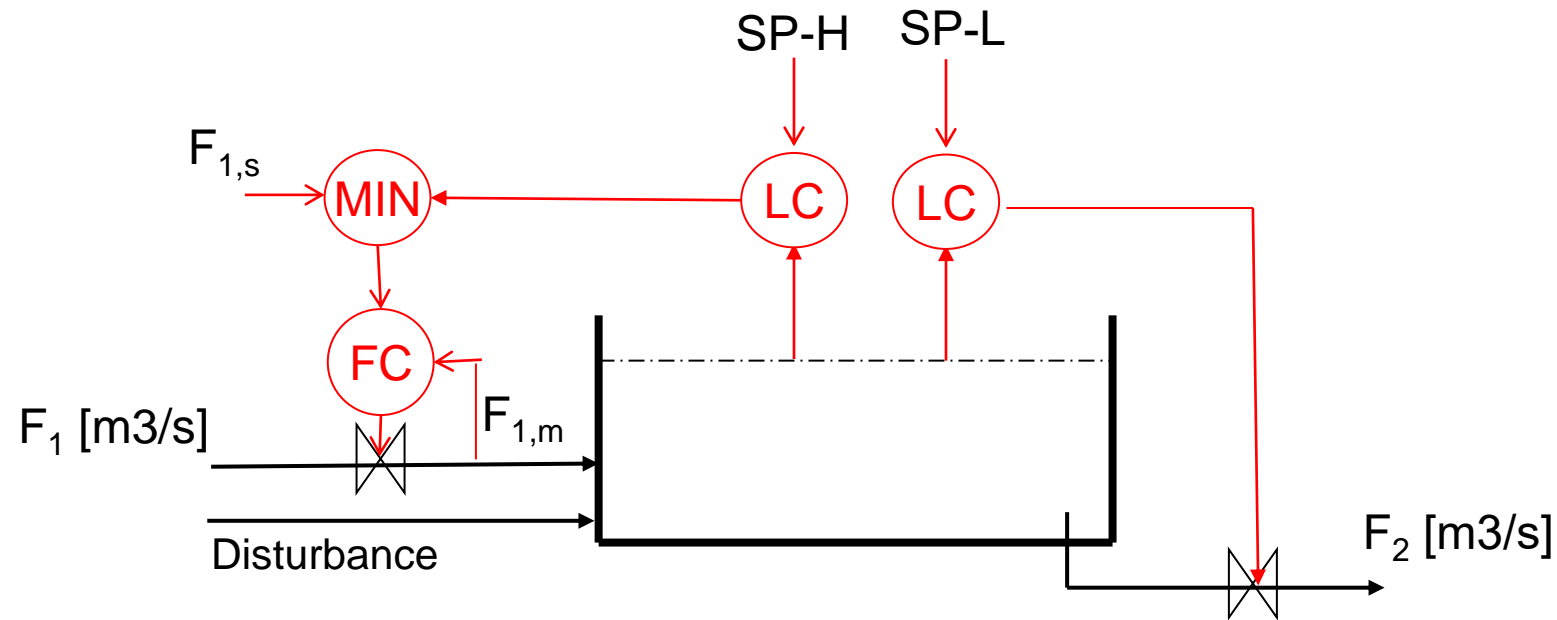 SP-H
SP-L
F1,s
MIN
LC
LC
FC
F1,m
F1 [m3/s]
Disturbance
F2 [m3/s]